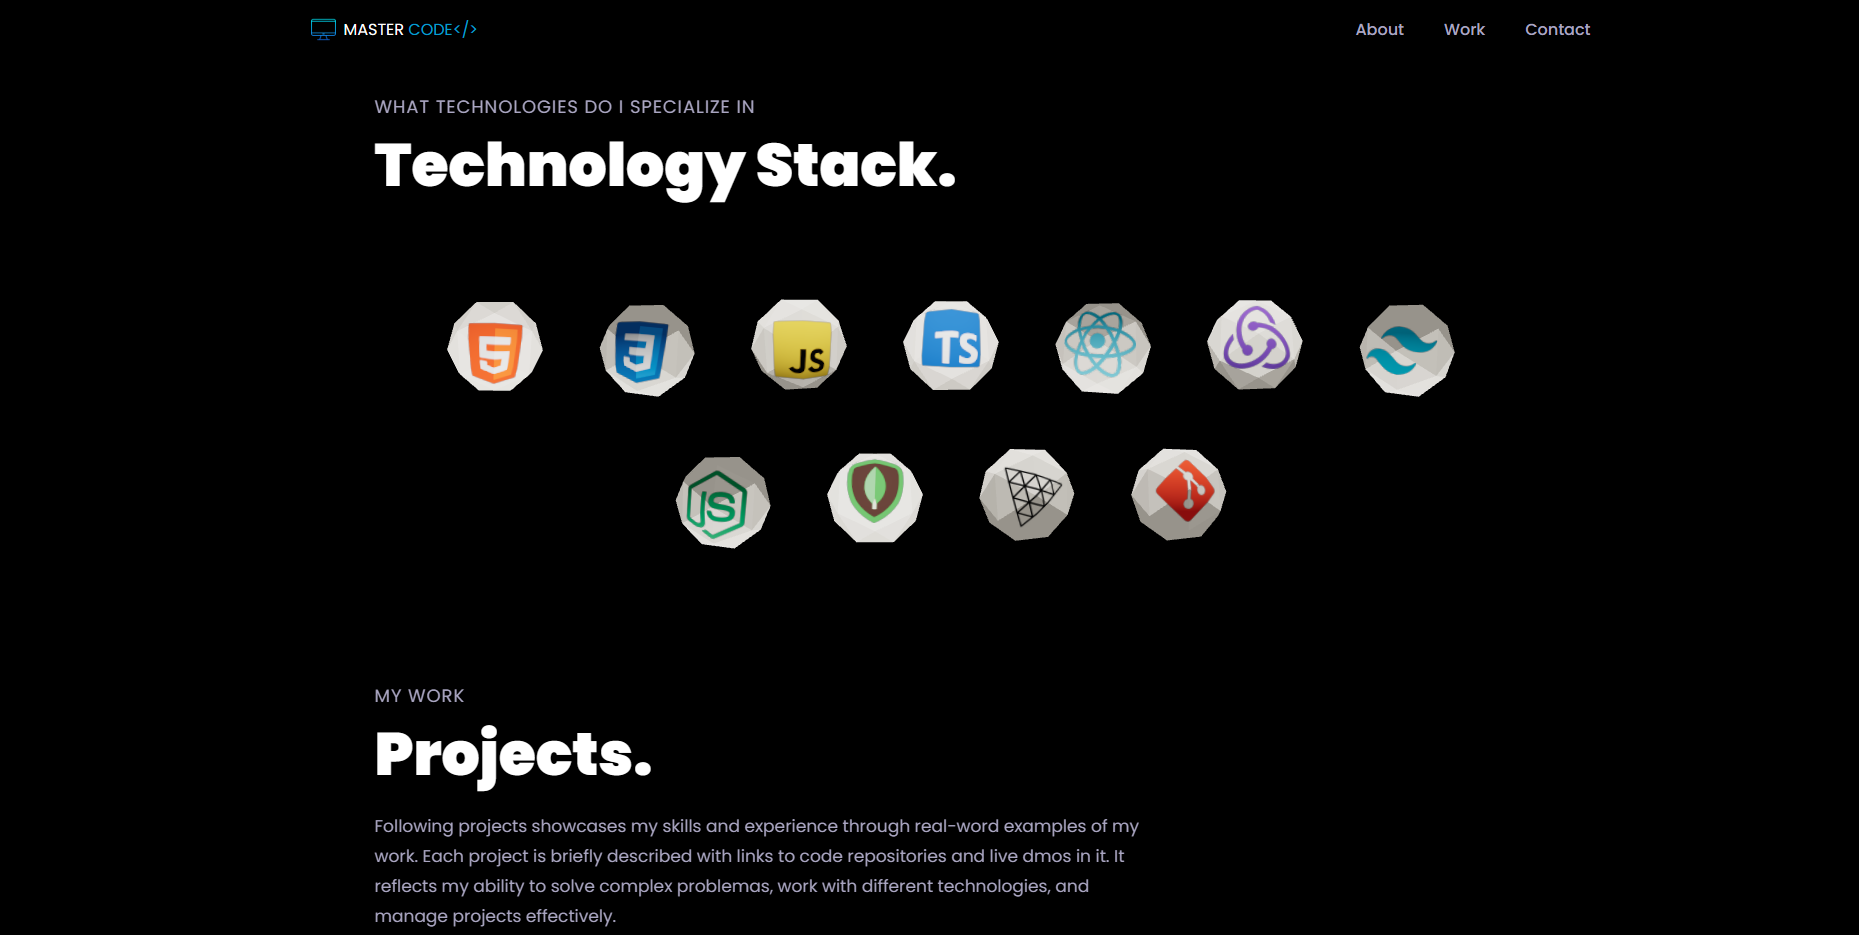 MASTER CODE</>
About Work Contact
WHAT TECHNOLOGIES DO I SPECIALIZE IN
Technology Stack.
5 3 JS TS
JS
MY WORK
Projects.
Following projects showcases my skills and experience through real-word examples of my
work. Each project is briefly described with links to code repositories and live dmos in it. It
reflects my ability to solve complex problemas, work with different technologies, and
manage projects effectively.